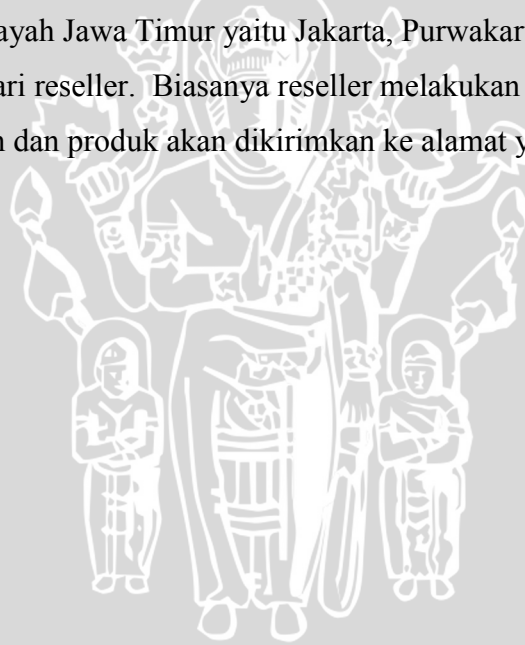 ayah Jawa Timur yaitu Jakarta, Purwakar
ari reseller. Biasanya reseller melakukan
n dan produk akan dikirimkan ke alamat y